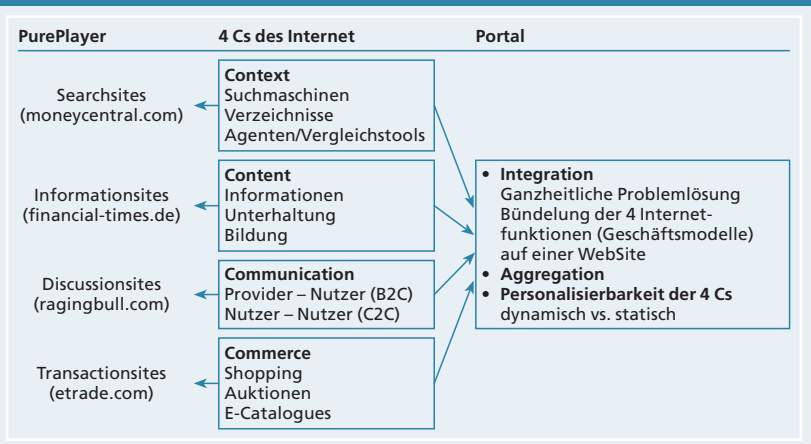 PurePlayer
4 Cs des Internet
Portal
Searchsites
(moneycentral.com)
Context
Suchmaschinen
Verzeichnisse
Agenten/Vergleichstools
Informationsites
(financial-times.de)
Content
Informationen
Unterhaltung
Bildung
Discussionsites
(ragingbull.com)
Communication
Provider – Nutzer (B2C)
Nutzer – Nutzer (C2C)
Transactionsites
(etrade.com)
Commerce
Shopping
Auktionen
E-Catalogues
• Integration
Ganzheitliche Problemlösung
Bündelung der 4 Internet-
funktionen (Geschäftsmodelle)
auf einer WebSite
• Aggregation
• Personalisierbarkeit der 4 Cs
dynamisch vs. statisch